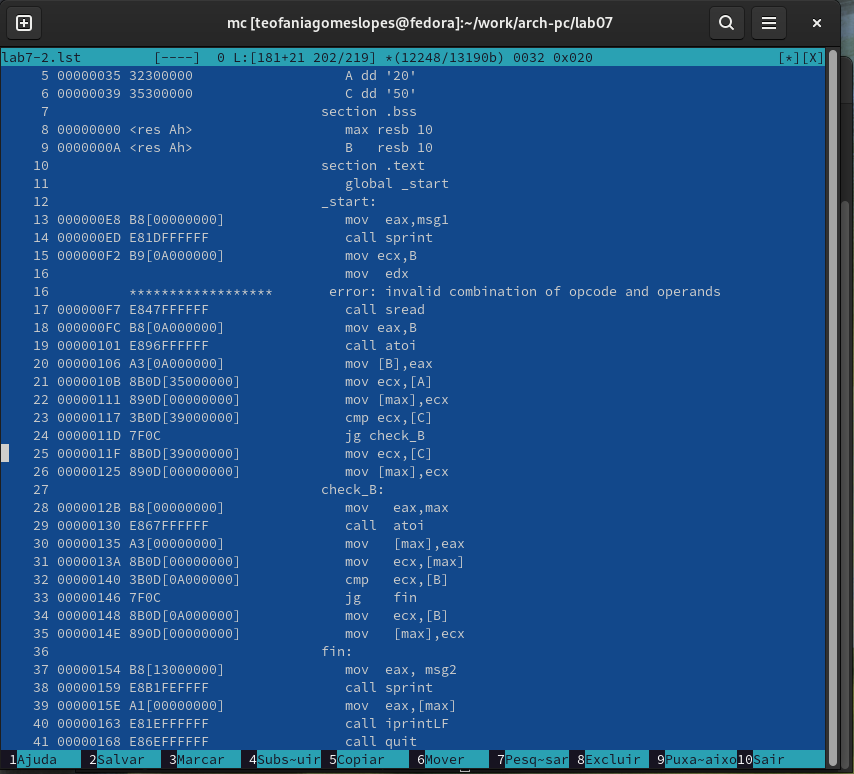 mc [teofaniagomeslopes@fedora]:~/work/arch-pc/lab07
lab7-2.lst         [----]  0 L:[181+21 202/219] *(12248/13190b) 0032 0x020                       [*][X]
5 00000035 32300000                   A dd '20'
6 00000039 35300000                   C dd '50'
7                                  section .bss
8 00000000 <res Ah>                   max resb 10
9 0000000A <res Ah>                   B   resb 10
10                                  section .text
11                                     global _start
12                                  _start:
13 000000E8 B8[00000000]               mov  eax,msg1
14 000000ED E81DFFFFFF                 call sprint
15 000000F2 B9[0A000000]               mov ecx,B
16                                     mov  edx
16          ******************       error: invalid combination of opcode and operands
17 000000F7 E847FFFFFF                 call sread
18 000000FC B8[0A000000]               mov eax,B
19 00000101 E896FFFFFF                 call atoi
20 00000106 A3[0A000000]               mov [B],eax
21 0000010B 8B0D[35000000]             mov ecx,[A]
22 00000111 890D[00000000]             mov [max],ecx
23 00000117 3B0D[39000000]             cmp ecx,[C]
24 0000011D 7F0C                       jg check_B
25 0000011F 8B0D[39000000]             mov ecx,[C]
26 00000125 890D[00000000]             mov [max],ecx
27                                  check_B:
28 0000012B B8[00000000]               mov   eax,max
29 00000130 E867FFFFFF                 call  atoi
30 00000135 A3[00000000]               mov   [max],eax
31 0000013A 8B0D[00000000]             mov   ecx,[max]
32 00000140 3B0D[0A000000]             cmp   ecx,[B]
33 00000146 7F0C                       jg    fin
34 00000148 8B0D[0A000000]             mov   ecx,[B]
35 0000014E 890D[00000000]             mov   [max],ecx
36                                  fin:
37 00000154 B8[13000000]               mov  eax, msg2
38 00000159 E8B1FEFFFF                 call sprint
39 0000015E A1[00000000]               mov  eax,[max]
40 00000163 E81EFFFFFF                 call iprintLF
41 00000168 E86EFFFFFF                 call quit
1Ajuda 2Salvar 3Marcar 4Subs~uir 5Copiar 6Mover 7Pesq~sar 8Excluir 9Puxa~aixo 10Sair